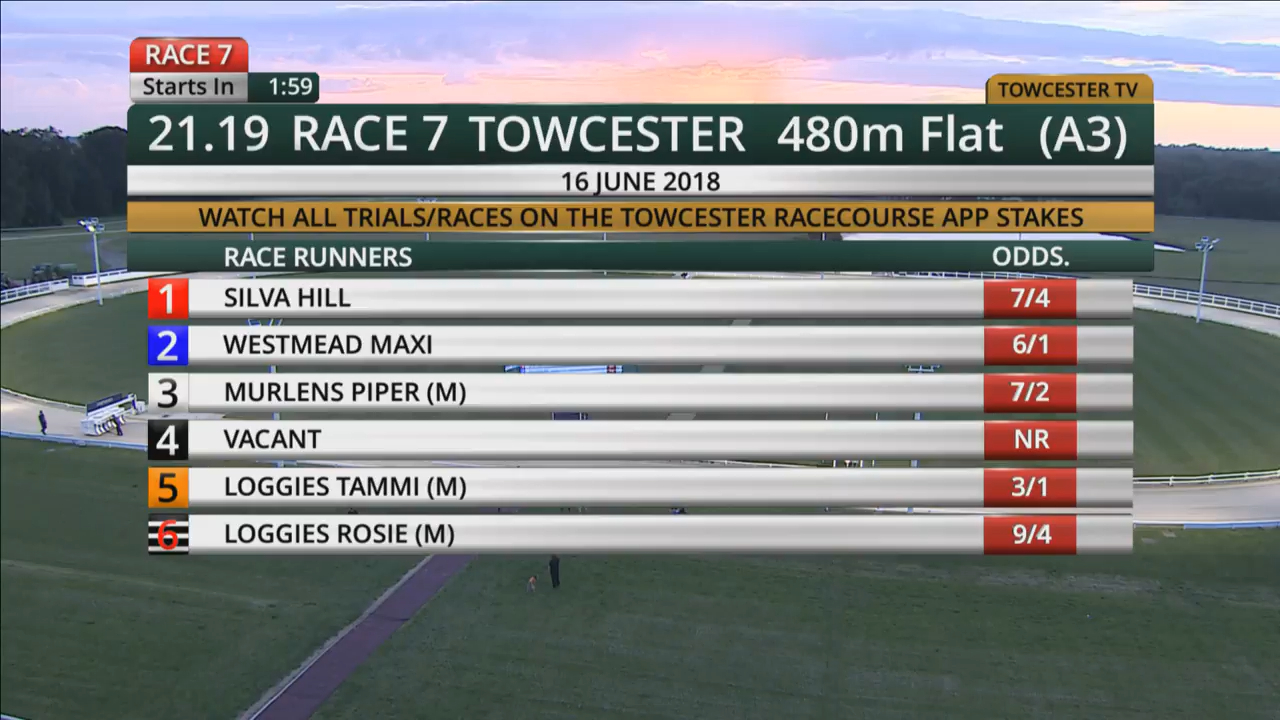 RACE 7
Starts In 1:59
TOWCESTER TV
21.19 RACE 7 TOWCESTER 480m Flat (A3)
16 JUNE 2018
WATCH ALL TRIALS/RACES ON THE TOWCESTER RACECOURSE APP STAKES
RACE RUNNERS ODDS.
1 SILVA HILL 7/4
2 WESTMEAD MAXI 6/1
3 MURLENS PIPER (M) 7/2
4 VACANT NR
5 LOGGIES TAMMI (M) 3/1
6 LOGGIES ROSIE (M) 9/4